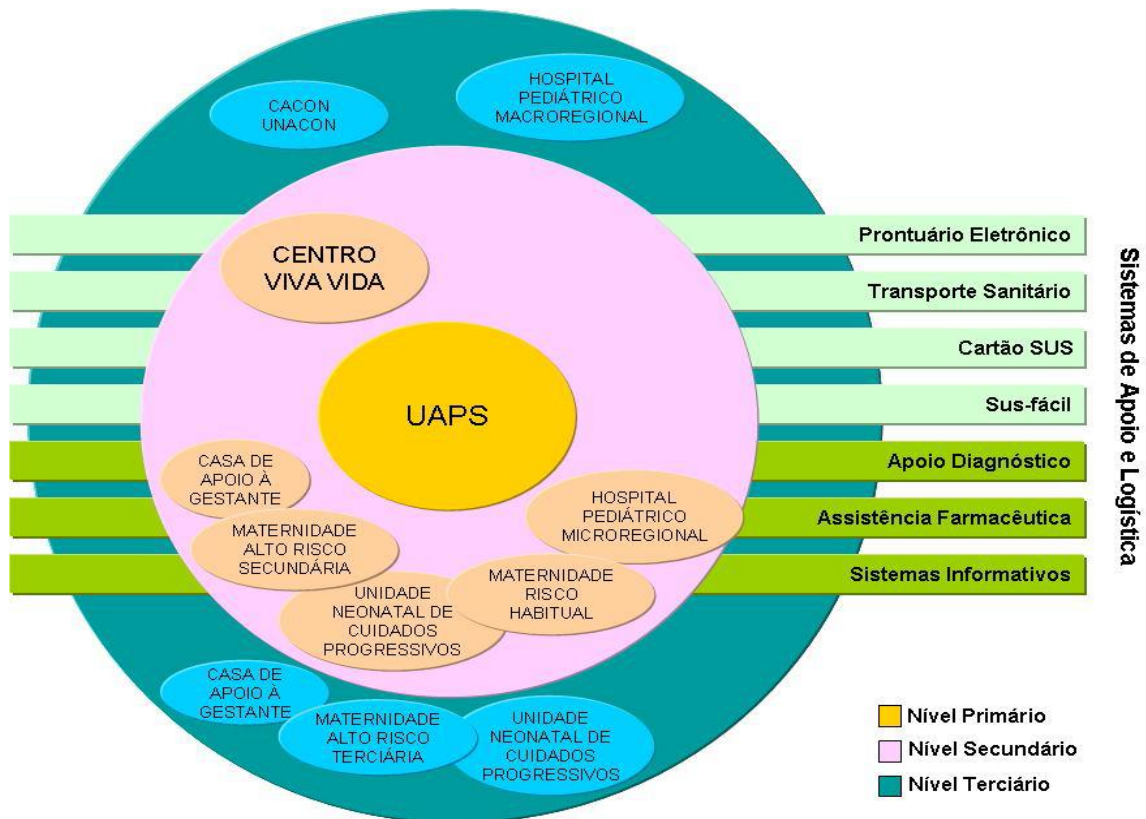 CACON
UNACON
HOSPITAL
PEDIÁTRICO
MACROREGIONAL
CENTRO
VIVA VIDA
UAPS
CASA DE
APOIO À
GESTANTE
MATERNIDADE
ALTO RISCO
SECUNDÁRIA
UNIDADE
NEONATAL DE
CUIDADOS
PROGRESSIVOS
HOSPITAL
PEDIÁTRICO
MICROREGIONAL
MATERNIDADE
RISCO
HABITUAL
CASA DE
APOIO À
GESTANTE
MATERNIDADE
ALTO RISCO
TERCIÁRIA
UNIDADE
NEONATAL DE
CUIDADOS
PROGRESSIVOS
Prontuário Eletrônico
Transporte Sanitário
Cartão SUS
Sus-fácil
Apoio Diagnóstico
Assistência Farmacêutica
Sistemas Informativos
Sistemas de Apoio e Logística
Nível Primário
Nível Secundário
Nível Terciário